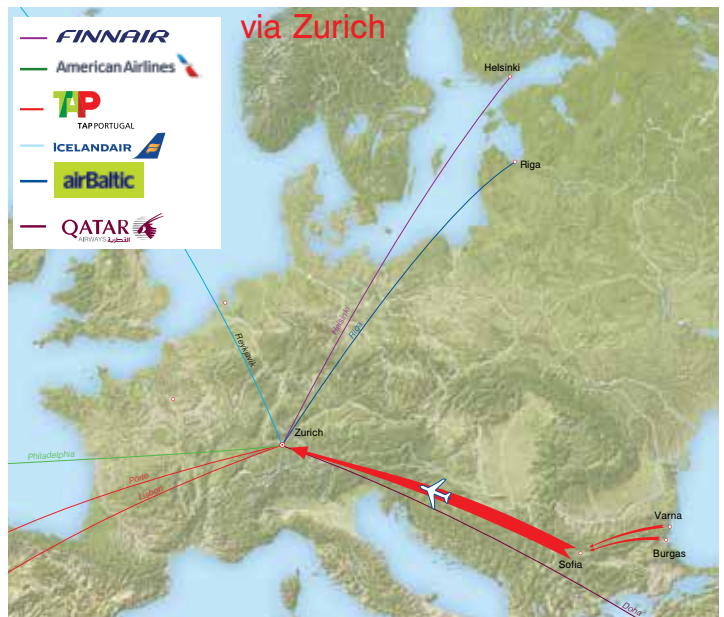 via Zurich
FINNAIR
American Airlines
TAP
TAP PORTUGAL
ICELANDAIR
airBaltic
QATAR
AIRWAYS القطرية
Helsinki
Riga
Helsinki
Riga
Reykjavik
Zurich
Philadelphia
Porto
Lisbon
Varna
Burgas
Sofia
Doha